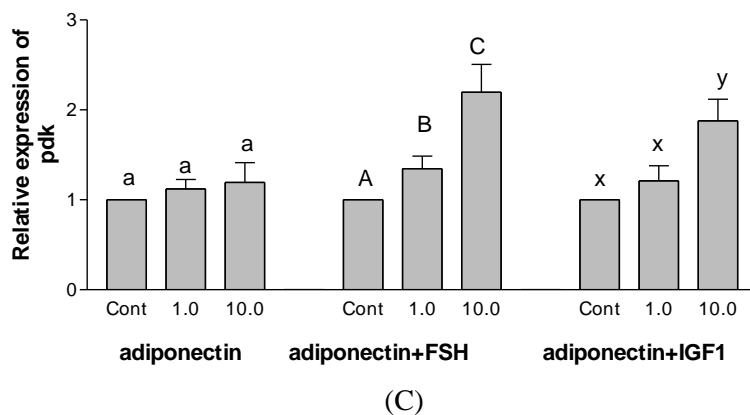 Relative expression of
pdk
3
2
1
0
a a a
A B C
x x y
Cont 1.0 10.0 Cont 1.0 10.0 Cont 1.0 10.0
adiponectin adiponectin+FSH adiponectin+IGF1
(C)